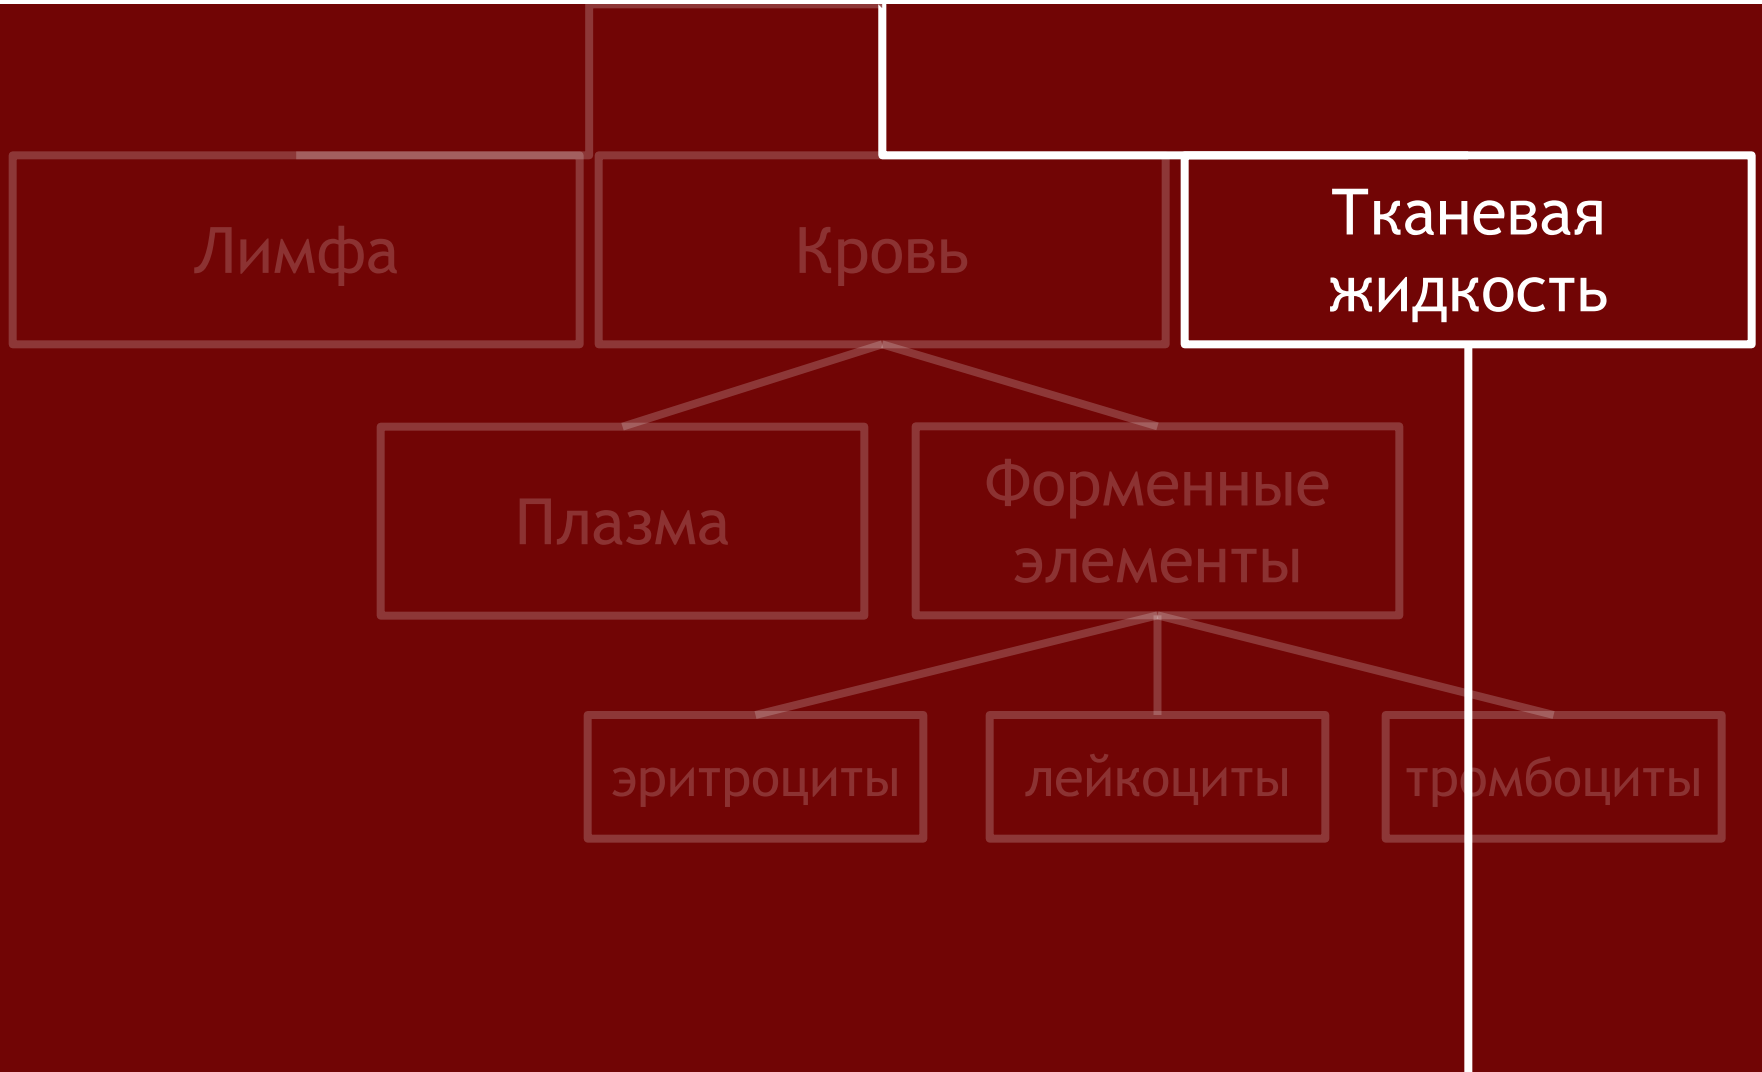 Лимфа
Кровь
Тканевая
жидкость
Плазма
Форменные
элементы
эритроциты
лейкоциты
тромбоциты